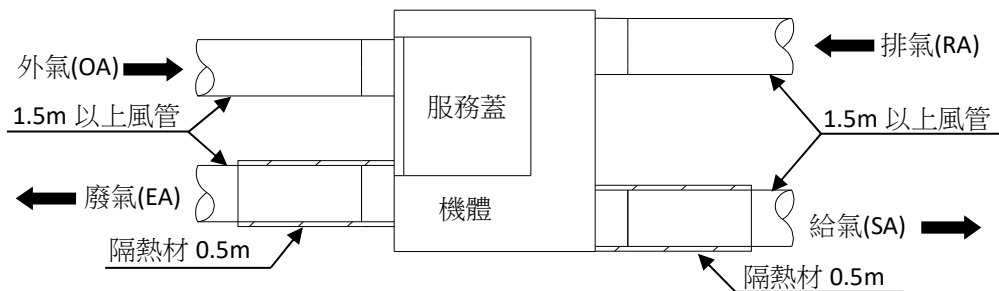 外氣(OA)
排氣(RA)
1.5m 以上風管
服務蓋
1.5m 以上風管
廢氣(EA)
機體
給氣(SA)
隔熱材 0.5m
隔熱材 0.5m